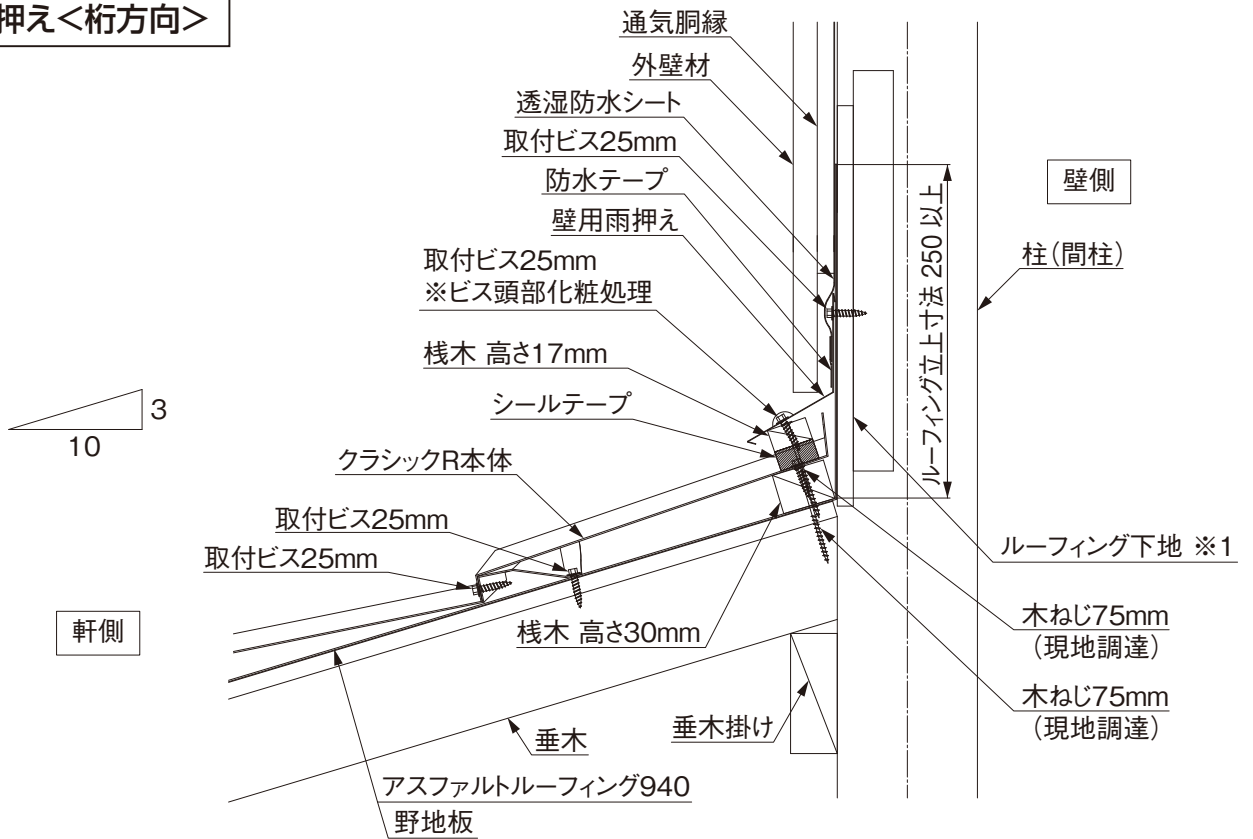 押え＜桁方向＞
通気胴縁
外壁材
透湿防水シート
取付ビス25mm
防水テープ
壁用雨押え
取付ビス25mm
※ビス頭部化粧処理
桟木 高さ17mm
シールテープ
クラシックR本体
取付ビス25mm
取付ビス25mm
軒側
3
10
壁側
柱（間柱）
ルーフィング立上寸法 250 以上
ルーフィング下地 ※1
木ねじ75mm
（現地調達）
木ねじ75mm
（現地調達）
桟木 高さ30mm
垂木掛け
垂木
アスファルトルーフィング940
野地板